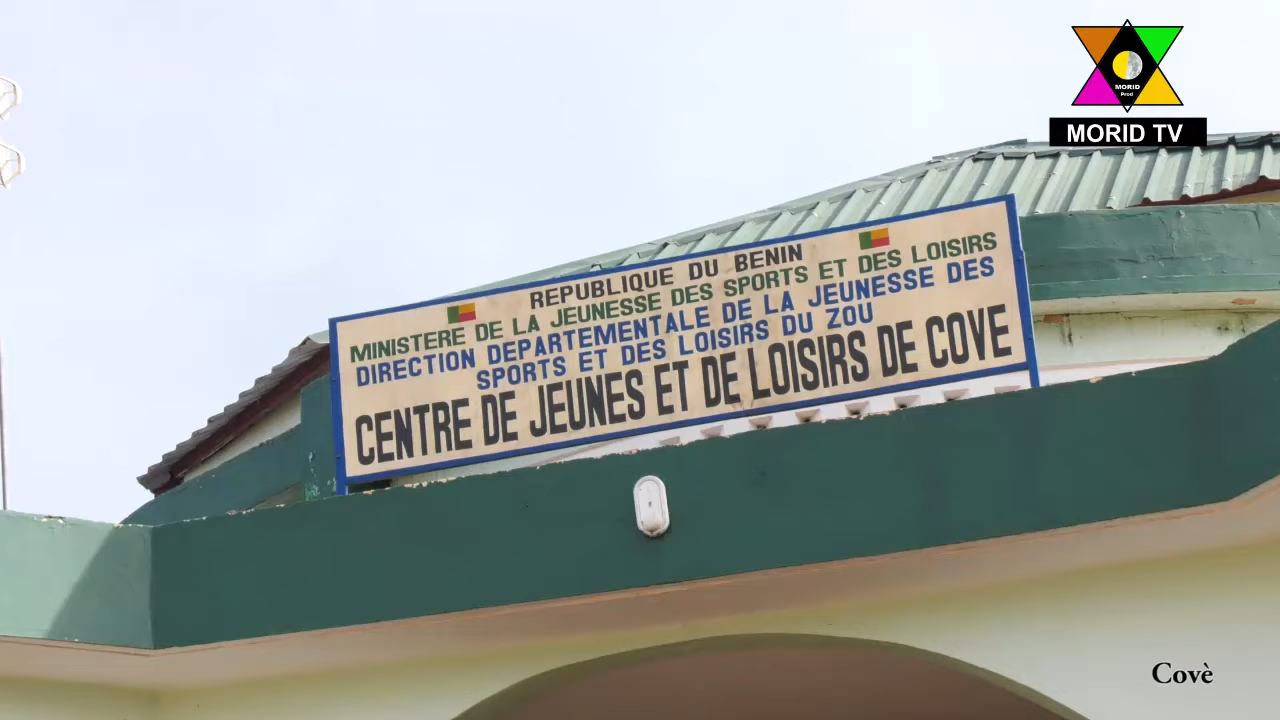 MORID
Prod
MORID TV
REPUBLIQUE DU BENIN
MINISTERE DE LA JEUNESSE DES SPORTS ET DES LOISIRS
DIRECTION DEPARTEMENTALE DE LA JEUNESSE DES
SPORTS ET DES LOISIRS DU ZOU
CENTRE DE JEUNES ET DE LOISIRS DE COVE
Covè